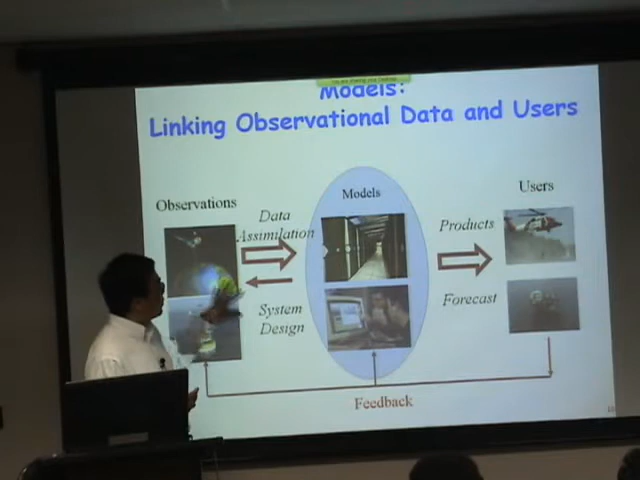 Models:
Linking Observational Data and Users
Observations
Data
Assimilation
Models
Users
Products
System
Design
Forecast
Feedback